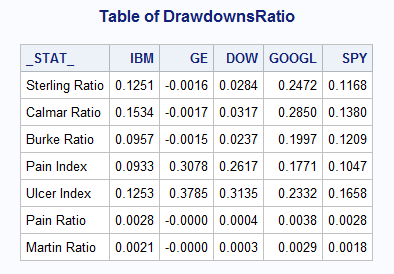 Table of DrawdownsRatio
_STAT_ IBM GE DOW GOOGL SPY
Sterling Ratio 0.1251 -0.0016 0.0284 0.2472 0.1168
Calmar Ratio 0.1534 -0.0017 0.0317 0.2850 0.1380
Burke Ratio 0.0957 -0.0015 0.0237 0.1997 0.1209
Pain Index 0.0933 0.3078 0.2617 0.1771 0.1047
Ulcer Index 0.1253 0.3785 0.3135 0.2332 0.1658
Pain Ratio 0.0028 -0.0000 0.0004 0.0038 0.0028
Martin Ratio 0.0021 -0.0000 0.0003 0.0029 0.0018